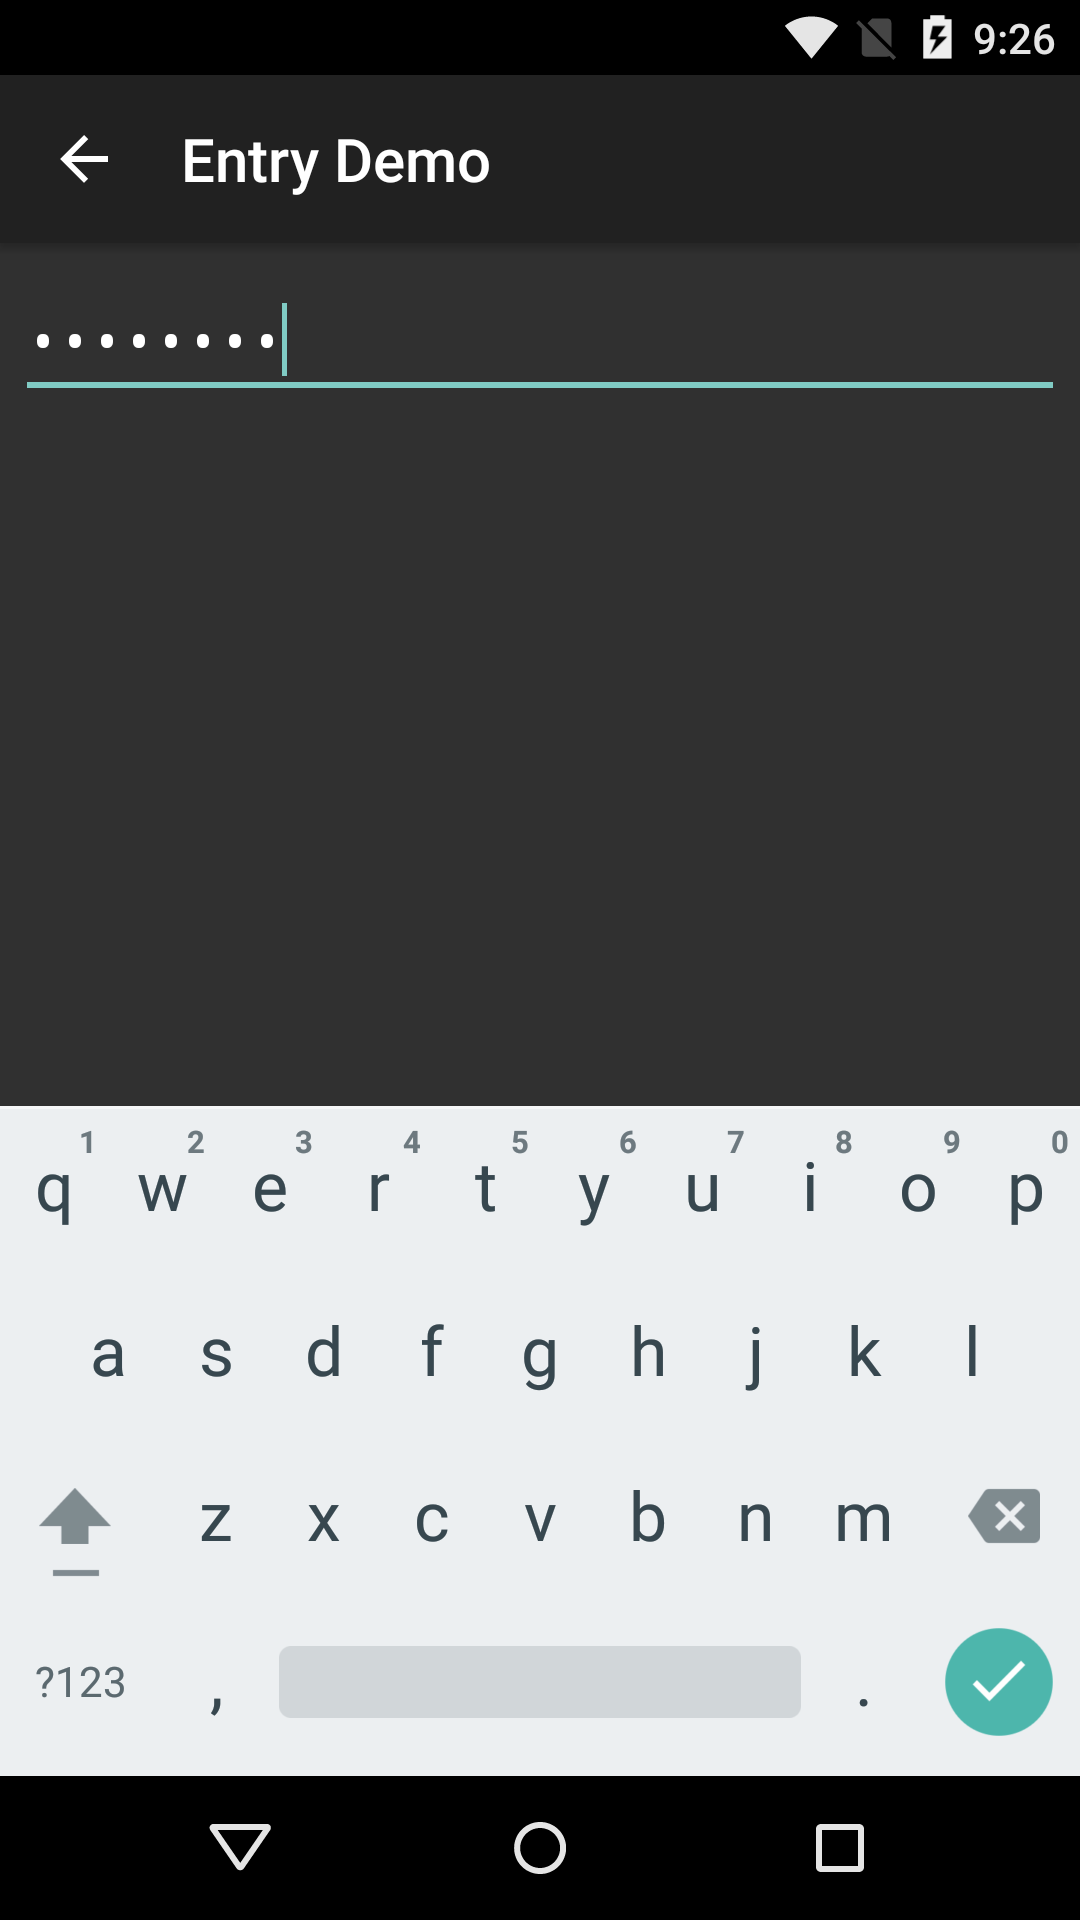 9:26
Entry Demo
••••••••
1 2 3 4 5 6 7 8 9 0
q w e r t y u i o p
a s d f g h j k l
z x c v b n m
?123 , .